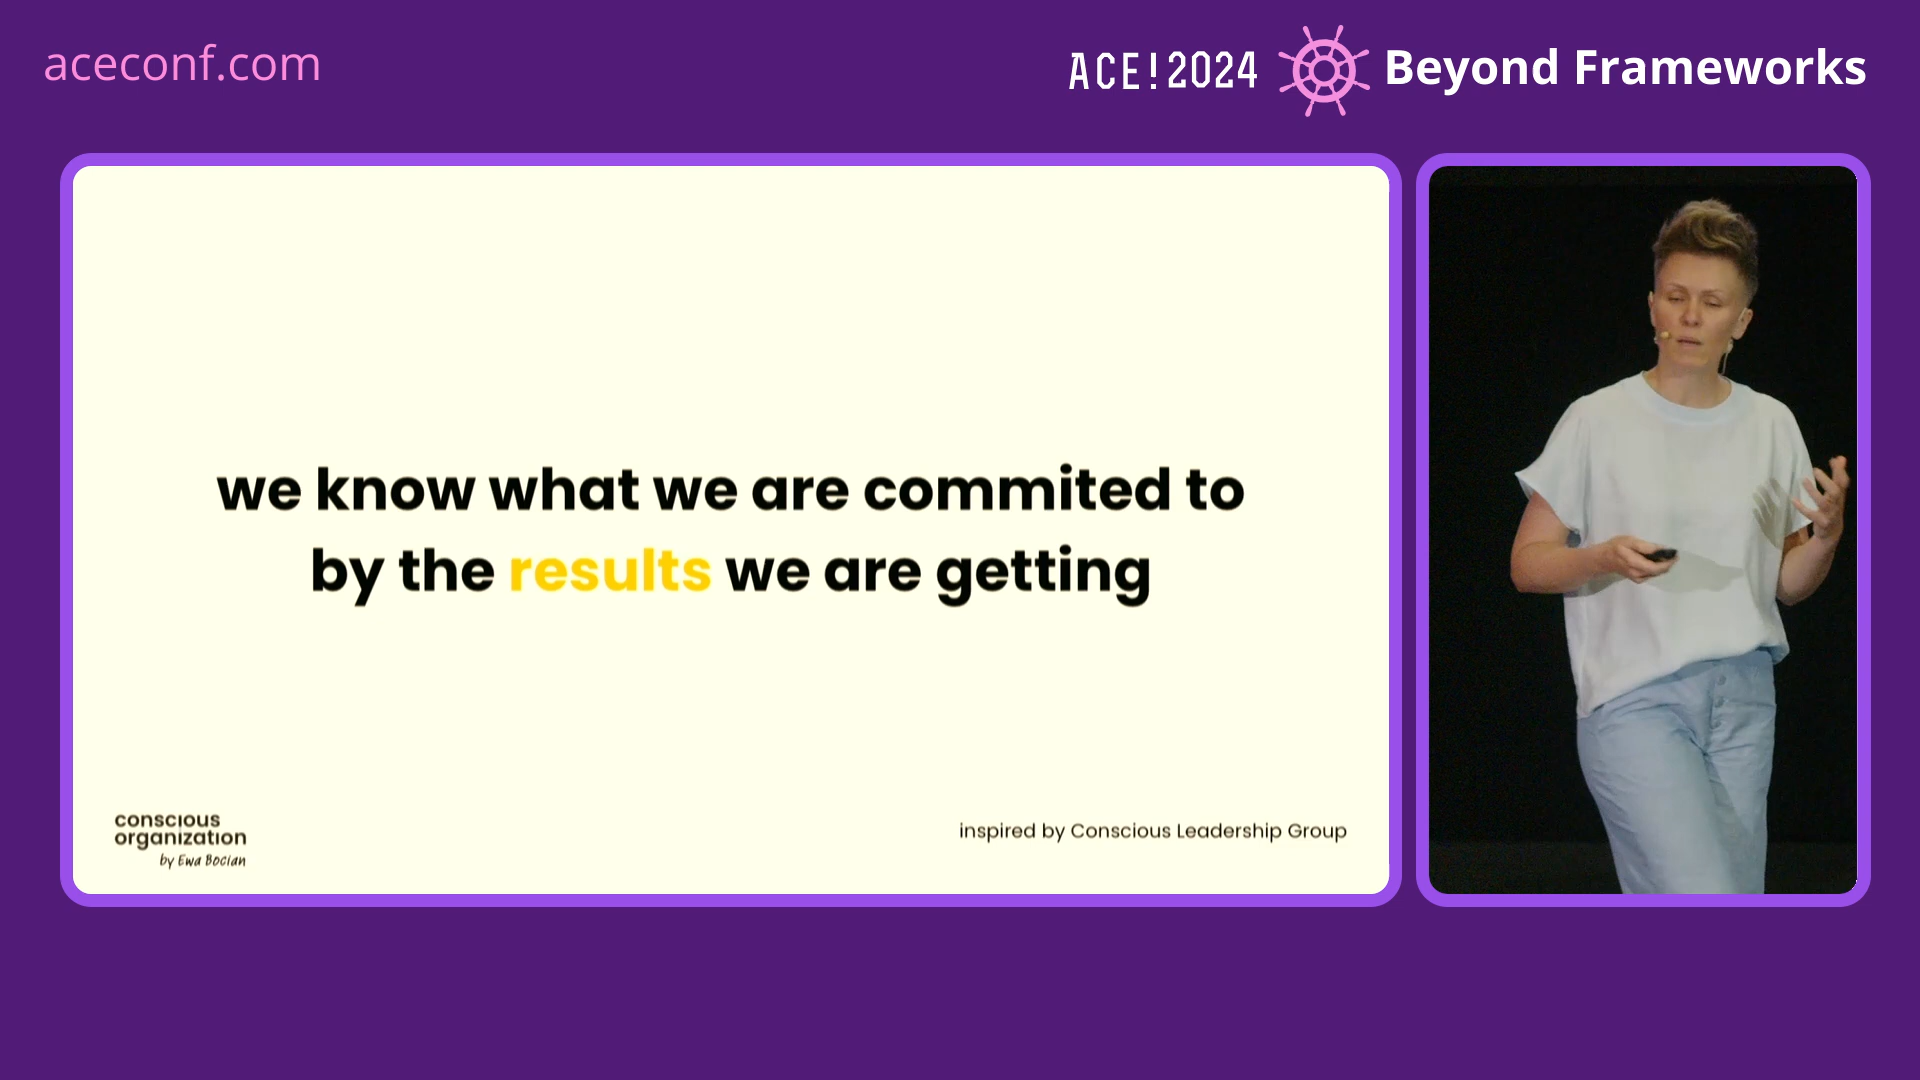 aceconf.com
ACE!2024 Beyond Frameworks
we know what we are commited to
by the results we are getting
conscious
organization
by Ewa Bocian
inspired by Conscious Leadership Group